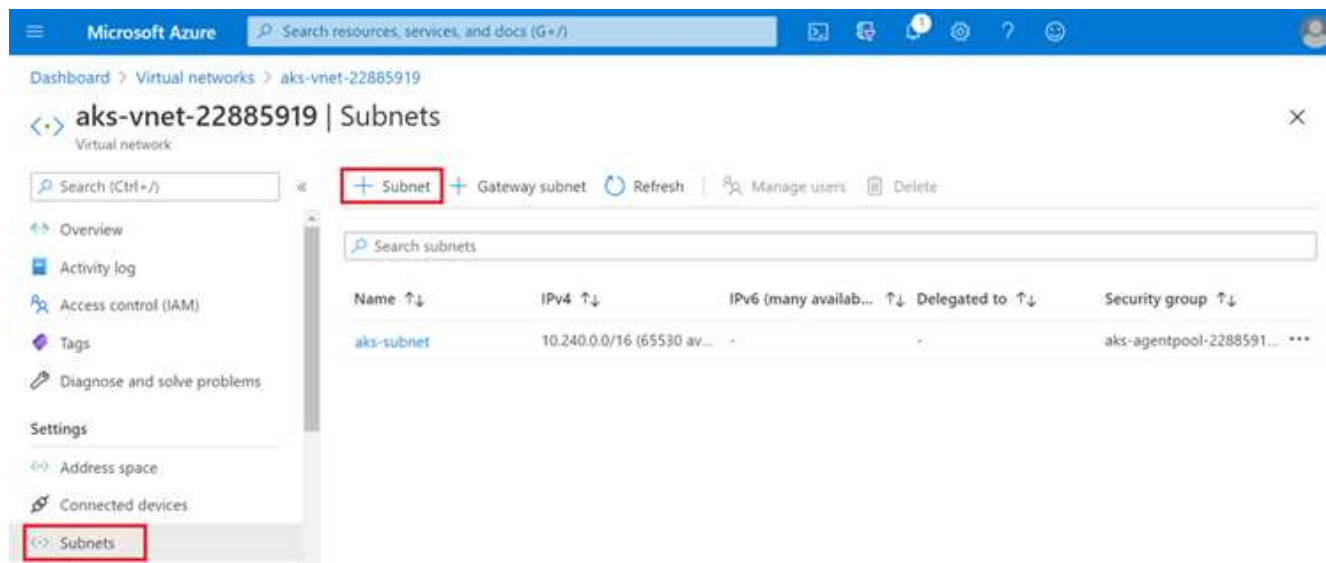 Microsoft Azure
Search resources, services, and docs (G+/)
1
Dashboard > Virtual networks > aks-vnet-22885919
aks-vnet-22885919 | Subnets
Virtual network
Search (Ctrl+/)
+ Subnet + Gateway subnet Refresh Manage users Delete
Overview
Search subnets
Activity log
Access control (IAM)
Name IPv4 IPv6 (many availab... Delegated to Security group
Tags
aks-subnet 10.240.0.0/16 (65530 av... - - aks-agentpool-2288591...
Diagnose and solve problems
Settings
Address space
Connected devices
Subnets